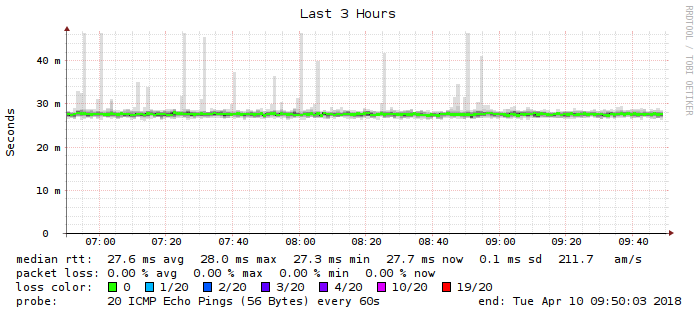 Last 3 Hours
RRDTOOL / TOBI OETIKER
Seconds
40 m
30 m
20 m
10 m
0
07:00 07:20 07:40 08:00 08:20 08:40 09:00 09:20 09:40
median rtt: 27.6 ms avg 28.0 ms max 27.3 ms min 27.7 ms now 0.1 ms sd 211.7 am/s
packet loss: 0.00 % avg 0.00 % max 0.00 % min 0.00 % now
loss color: 0 1/20 2/20 3/20 4/20 10/20 19/20
probe: 20 ICMP Echo Pings (56 Bytes) every 60s end: Tue Apr 10 09:50:03 2018